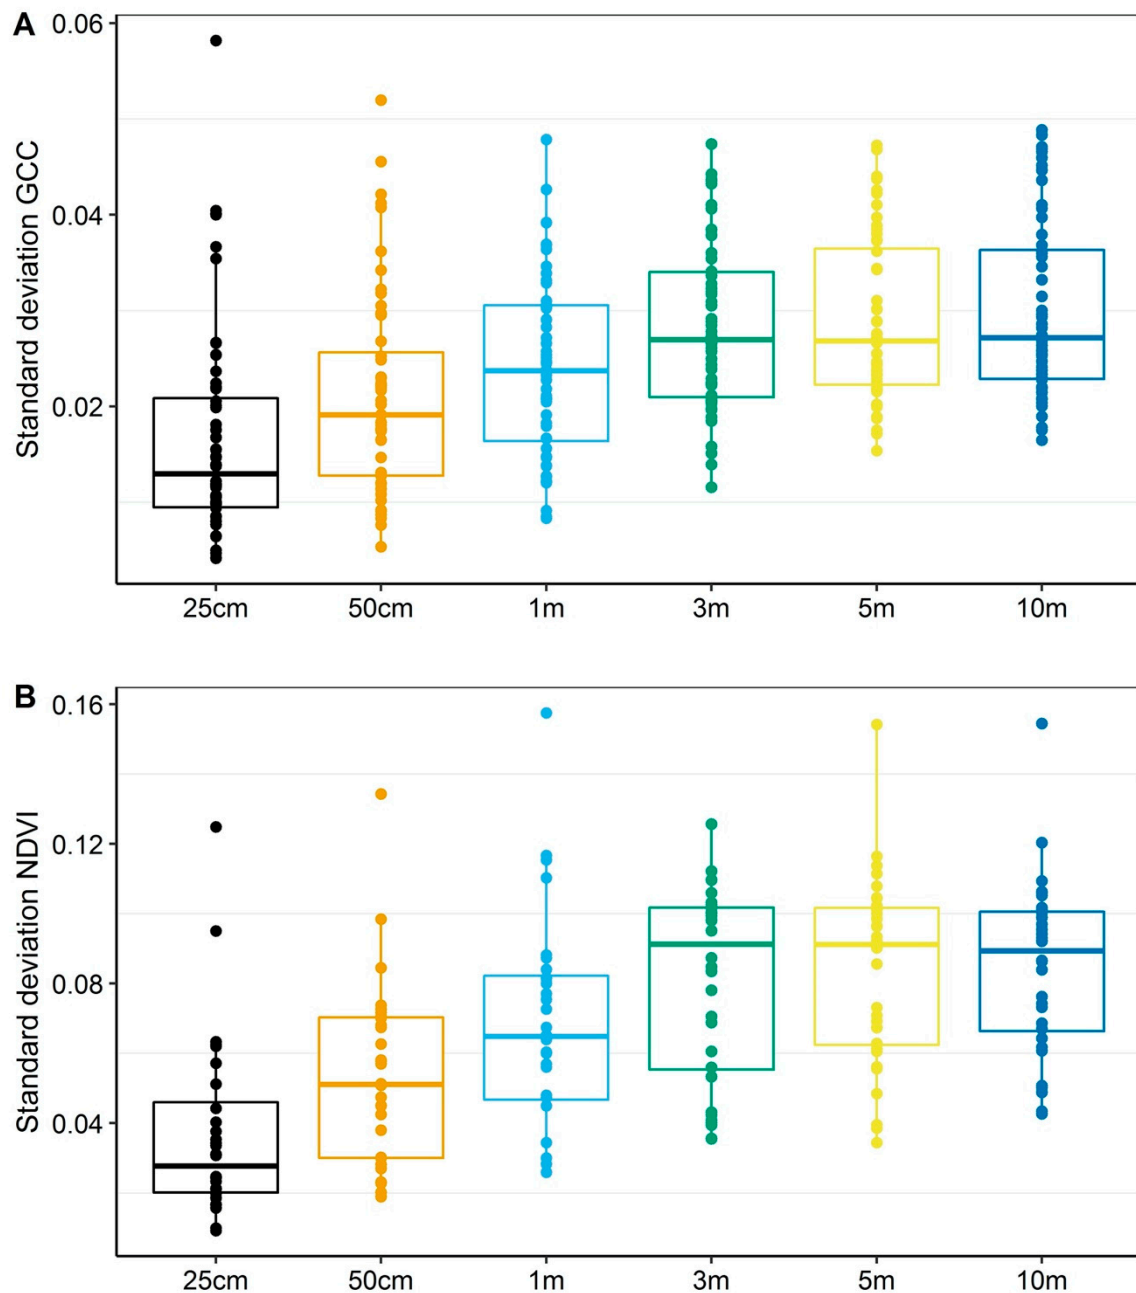 A
Standard deviation GCC
0.06
0.04
0.02
25cm 50cm 1m 3m 5m 10m
B
Standard deviation NDVI
0.16
0.12
0.08
0.04
25cm 50cm 1m 3m 5m 10m